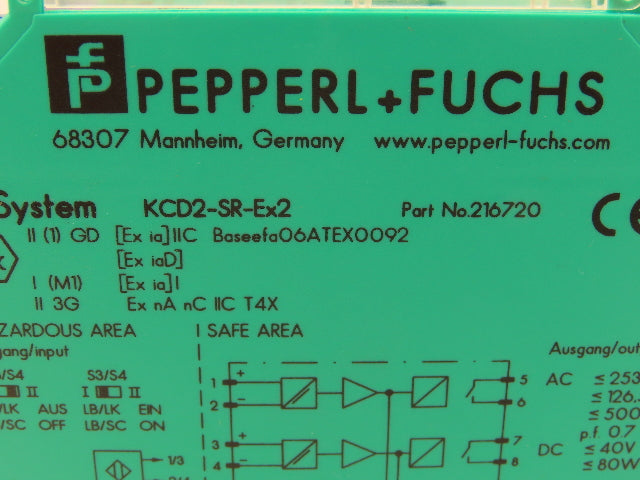 fp PEPPERL+FUCHS
68307 Mannheim, Germany www.pepperl-fuchs.com
System KCD2-SR-Ex2 Part No.216720 CE
II (1) GD [Ex ia]IIC Baseefa06ATEX0092
[Ex iaD]
I (M1) [Ex ia]I
II 3G Ex nA nC IIC T4X
ZARDOUS AREA SAFE AREA
gang/input Ausgang/out
/S4 S3/S4
II I II
/LK AUS LB/LK EIN
/SC OFF LB/SC ON
1 + 5 AC ≤ 253
2 - 6 ≤ 126.
≤ 500
p.f. 0.7
3 + 7 DC ≤ 40V
4 - 8 ≤ 80W
1/3